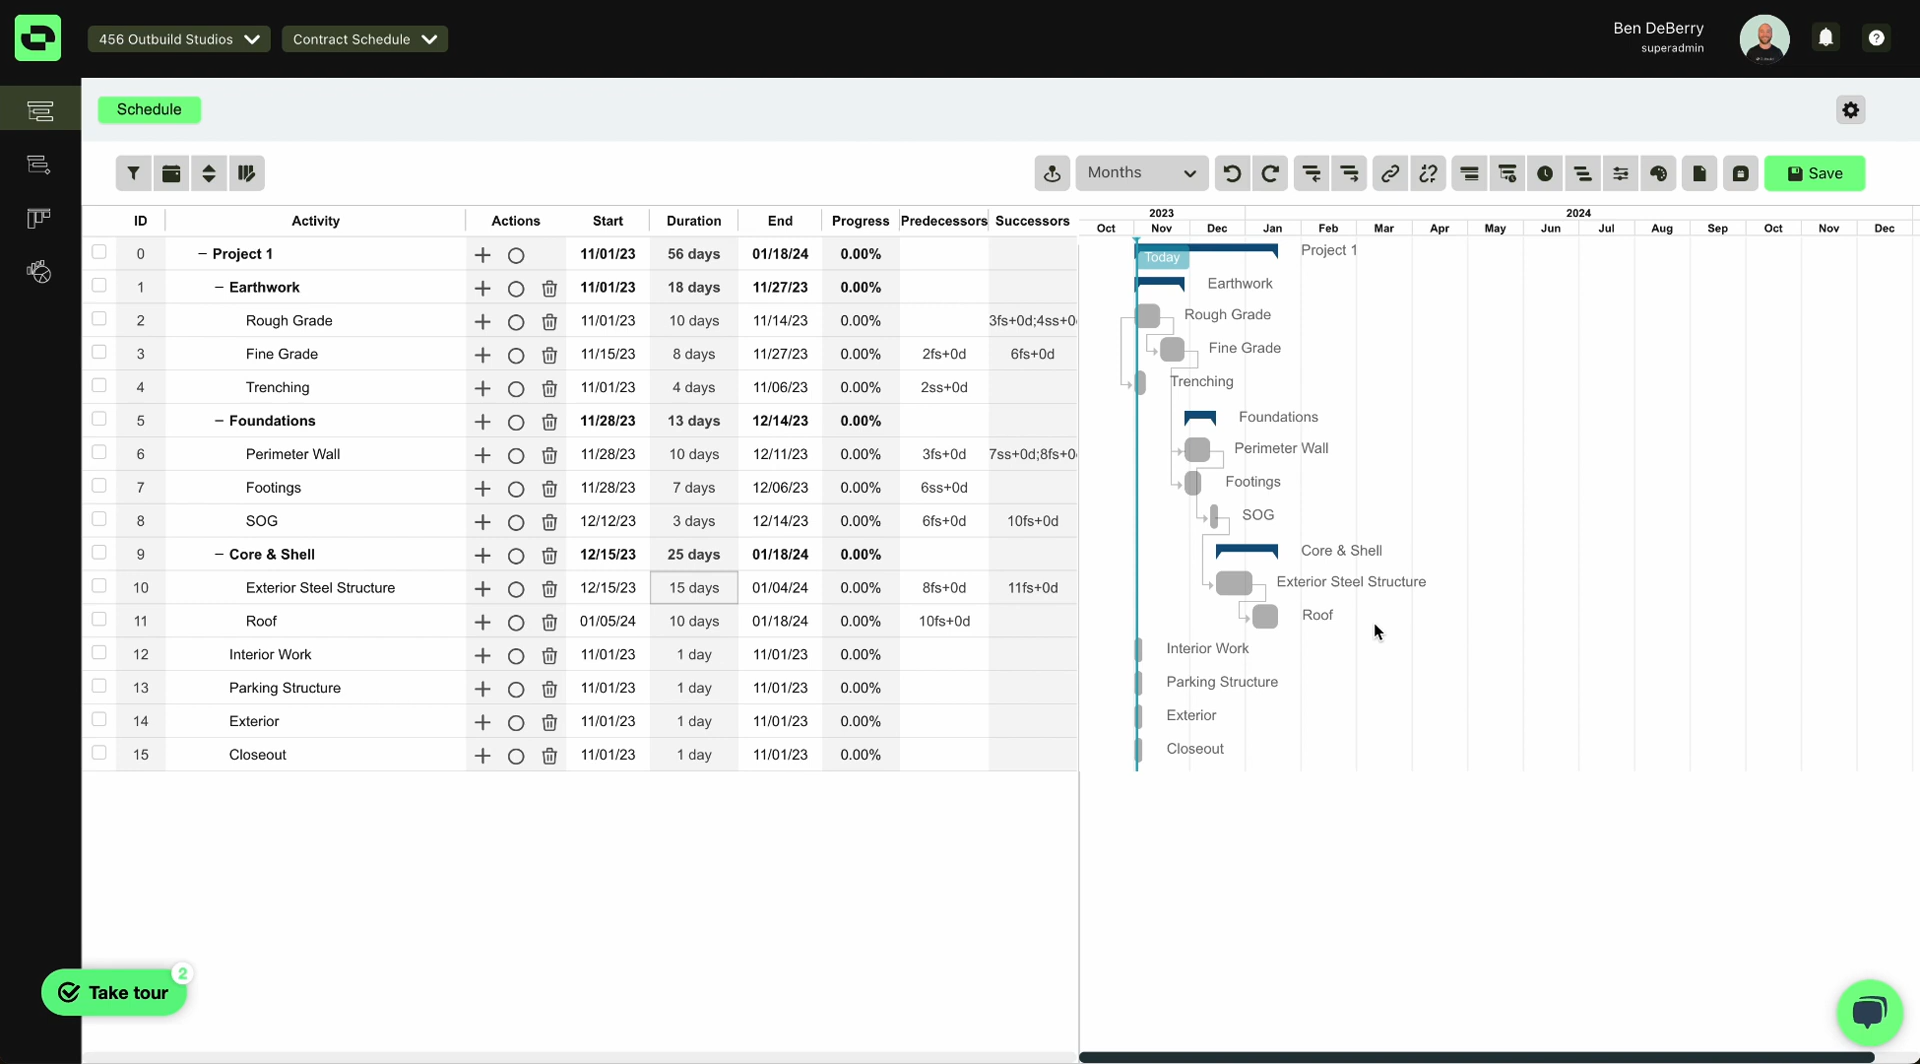 456 Outbuild Studios
Contract Schedule
Ben DeBerry
superadmin
Schedule
Months
Save
ID Activity Actions Start Duration End Progress Predecessors Successors
2023 2024
Oct Nov Dec Jan Feb Mar Apr May Jun Jul Aug Sep Oct Nov Dec
0 − Project 1 11/01/23 56 days 01/18/24 0.00%
1 − Earthwork 11/01/23 18 days 11/27/23 0.00%
2 Rough Grade 11/01/23 10 days 11/14/23 0.00% 3fs+0d;4ss+0
3 Fine Grade 11/15/23 8 days 11/27/23 0.00% 2fs+0d 6fs+0d
4 Trenching 11/01/23 4 days 11/06/23 0.00% 2ss+0d
5 − Foundations 11/28/23 13 days 12/14/23 0.00%
6 Perimeter Wall 11/28/23 10 days 12/11/23 0.00% 3fs+0d 7ss+0d;8fs+0
7 Footings 11/28/23 7 days 12/06/23 0.00% 6ss+0d
8 SOG 12/12/23 3 days 12/14/23 0.00% 6fs+0d 10fs+0d
9 − Core & Shell 12/15/23 25 days 01/18/24 0.00%
10 Exterior Steel Structure 12/15/23 15 days 01/04/24 0.00% 8fs+0d 11fs+0d
11 Roof 01/05/24 10 days 01/18/24 0.00% 10fs+0d
12 Interior Work 11/01/23 1 day 11/01/23 0.00%
13 Parking Structure 11/01/23 1 day 11/01/23 0.00%
14 Exterior 11/01/23 1 day 11/01/23 0.00%
15 Closeout 11/01/23 1 day 11/01/23 0.00%
Project 1
Today
Earthwork
Rough Grade
Fine Grade
Trenching
Foundations
Perimeter Wall
Footings
SOG
Core & Shell
Exterior Steel Structure
Roof
Interior Work
Parking Structure
Exterior
Closeout
2
Take tour